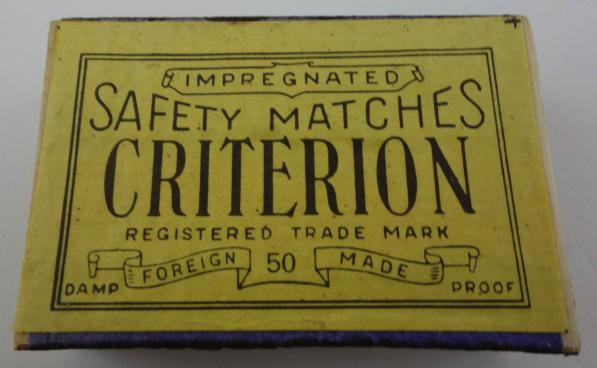 IMPREGNATED
SAFETY MATCHES
CRITERION
REGISTERED TRADE MARK
FOREIGN 50 MADE
DAMP PROOF